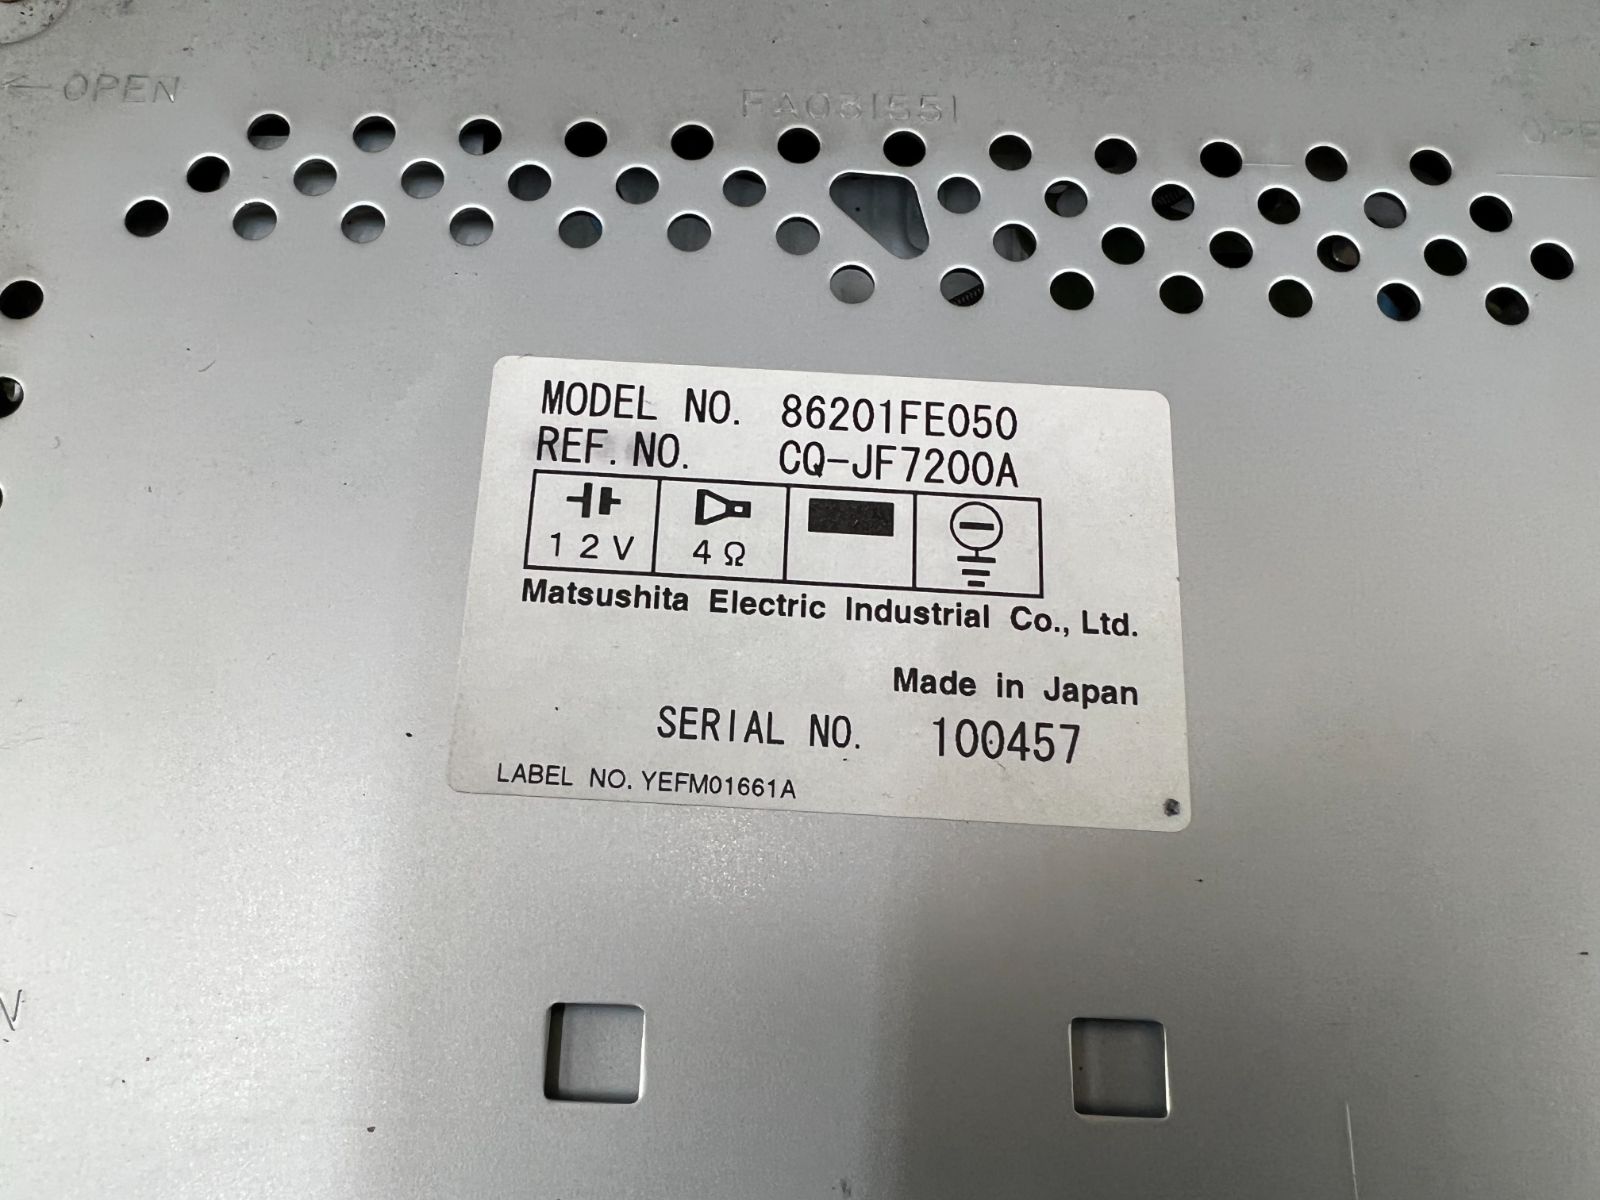 ← OPEN
FA031551
MODEL NO. 86201FE050
REF. NO. CQ-JF7200A
12V
4Ω
Matsushita Electric Industrial Co., Ltd.
Made in Japan
SERIAL NO. 100457
LABEL NO. YEFM01661A